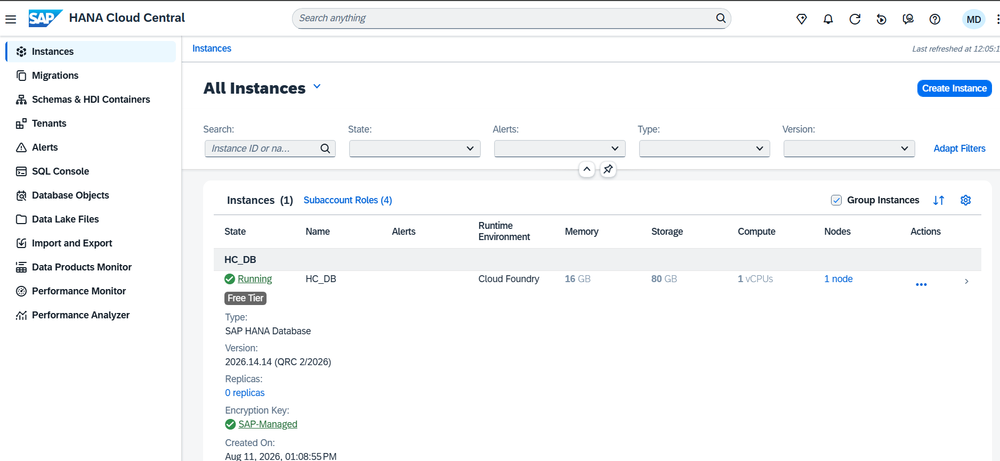 SAP HANA Cloud Central
Search anything
MD
Instances
Migrations
Schemas & HDI Containers
Tenants
Alerts
SQL Console
Database Objects
Data Lake Files
Import and Export
Data Products Monitor
Performance Monitor
Performance Analyzer
Instances
Last refreshed at 12:05:1
All Instances
Create Instance
Search: State: Alerts: Type: Version:
Instance ID or na...
Adapt Filters
Instances (1) Subaccount Roles (4) Group Instances
State Name Alerts Runtime Environment Memory Storage Compute Nodes Actions
HC_DB
Running HC_DB Cloud Foundry 16 GB 80 GB 1 vCPUs 1 node
Free Tier
Type:
SAP HANA Database
Version:
2026.14.14 (QRC 2/2026)
Replicas:
0 replicas
Encryption Key:
SAP-Managed
Created On:
Aug 11, 2026, 01:08:55 PM